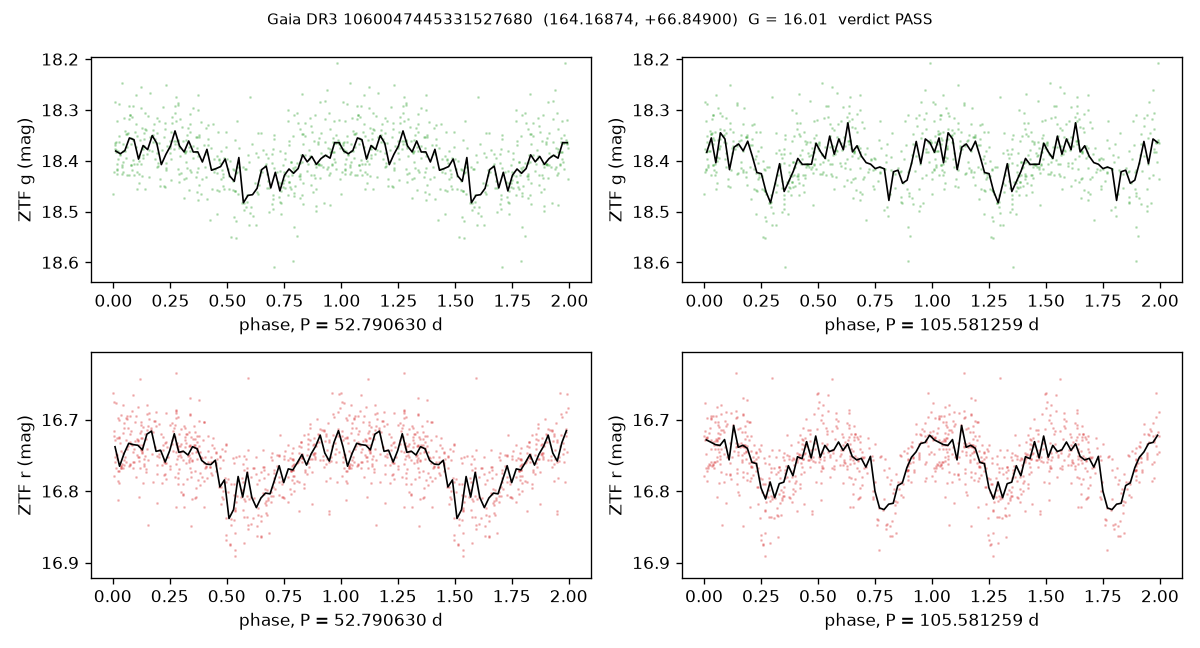 Gaia DR3 1060047445331527680  (164.16874, +66.84900)  G = 16.01  verdict PASS
ZTF g (mag)
18.2
18.3
18.4
18.5
18.6
0.00 0.25 0.50 0.75 1.00 1.25 1.50 1.75 2.00
phase, P = 52.790630 d
ZTF g (mag)
18.2
18.3
18.4
18.5
18.6
0.00 0.25 0.50 0.75 1.00 1.25 1.50 1.75 2.00
phase, P = 105.581259 d
ZTF r (mag)
16.7
16.8
16.9
0.00 0.25 0.50 0.75 1.00 1.25 1.50 1.75 2.00
phase, P = 52.790630 d
ZTF r (mag)
16.7
16.8
16.9
0.00 0.25 0.50 0.75 1.00 1.25 1.50 1.75 2.00
phase, P = 105.581259 d